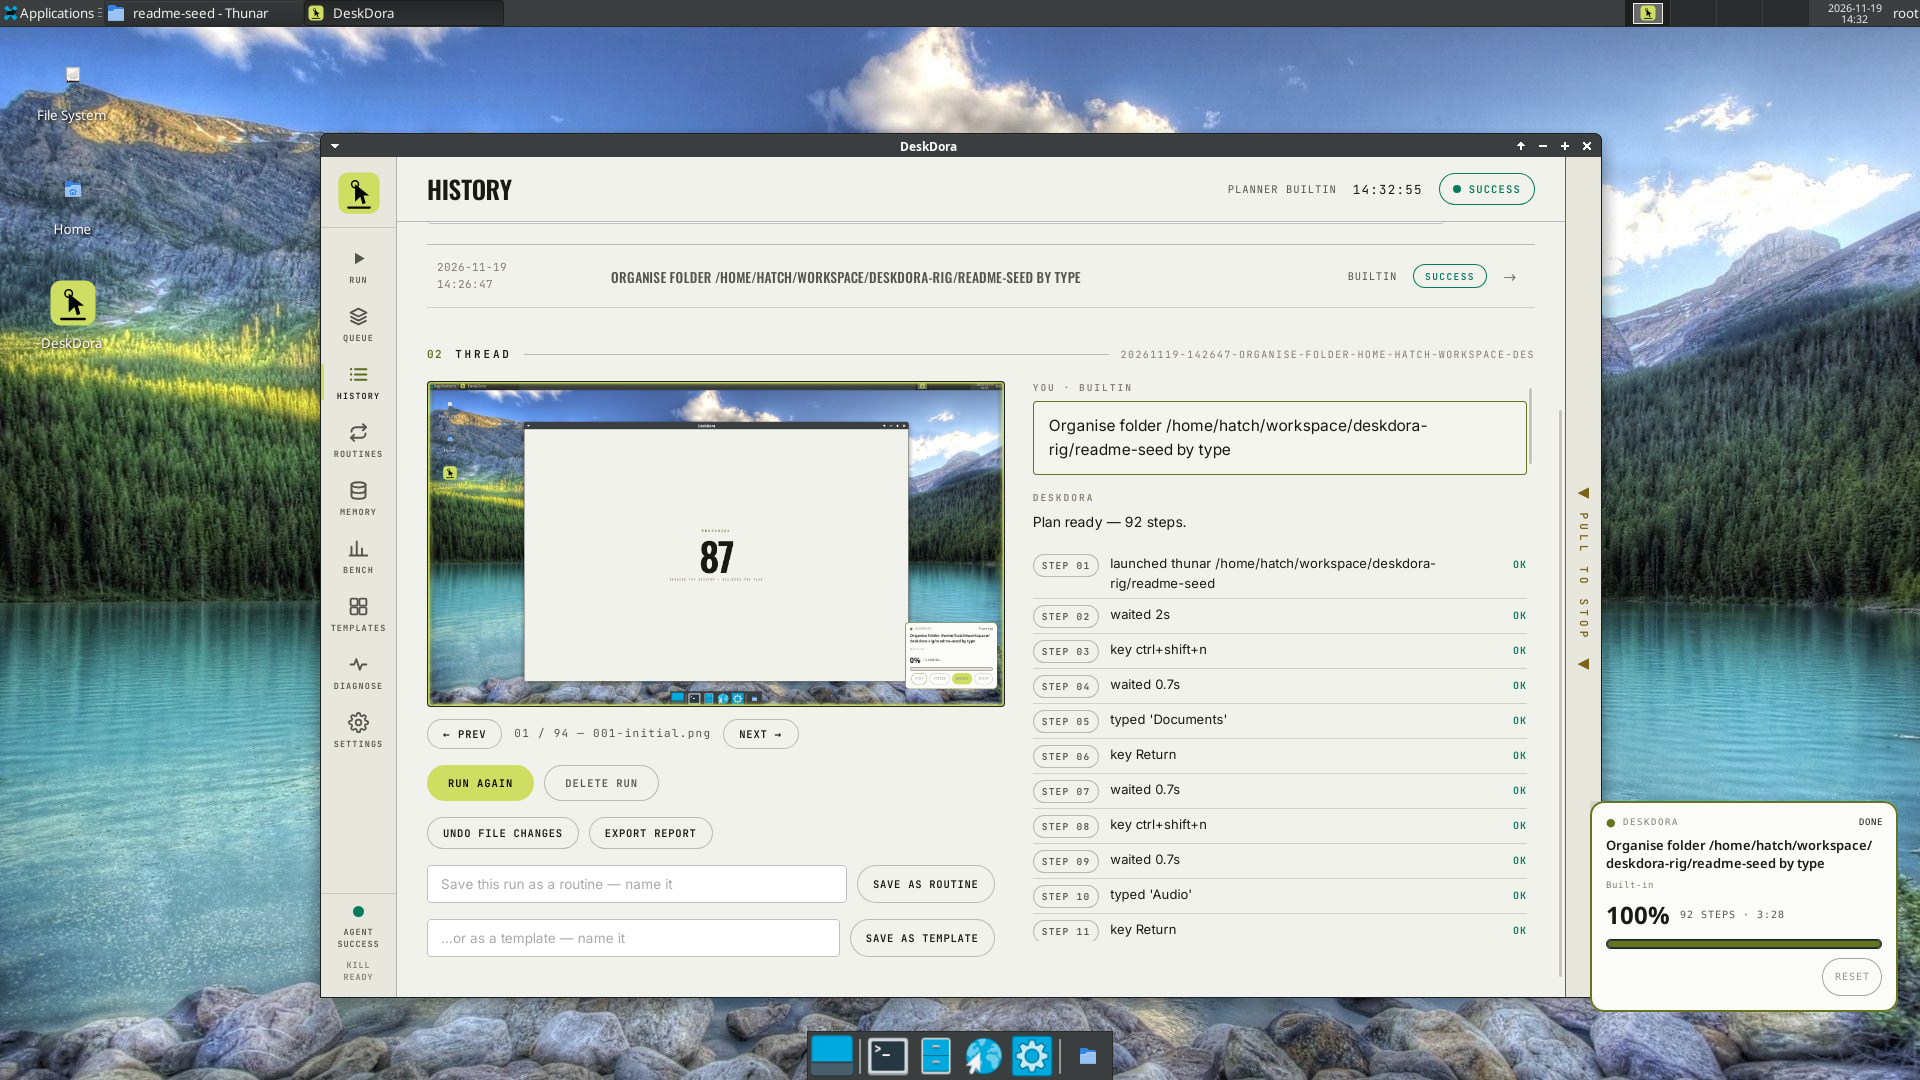 Applications
readme-seed - Thunar
DeskDora
2026-11-19
14:32
root
File System
Home
DeskDora
DeskDora
HISTORY
PLANNER BUILTIN
14:32:55
SUCCESS
RUN
QUEUE
HISTORY
ROUTINES
MEMORY
BENCH
TEMPLATES
DIAGNOSE
SETTINGS
AGENT
SUCCESS
KILL
READY
2026-11-19
14:26:47
ORGANISE FOLDER /HOME/HATCH/WORKSPACE/DESKDORA-RIG/README-SEED BY TYPE
BUILTIN
SUCCESS
→
02 THREAD
20261119-142647-ORGANISE-FOLDER-HOME-HATCH-WORKSPACE-DES
87
0%
← PREV
01 / 94 — 001-initial.png
NEXT →
RUN AGAIN
DELETE RUN
UNDO FILE CHANGES
EXPORT REPORT
Save this run as a routine — name it
SAVE AS ROUTINE
...or as a template — name it
SAVE AS TEMPLATE
YOU · BUILTIN
Organise folder /home/hatch/workspace/deskdora-
rig/readme-seed by type
DESKDORA
Plan ready — 92 steps.
STEP 01 launched thunar /home/hatch/workspace/deskdora- OK
rig/readme-seed
STEP 02 waited 2s OK
STEP 03 key ctrl+shift+n OK
STEP 04 waited 0.7s OK
STEP 05 typed 'Documents' OK
STEP 06 key Return OK
STEP 07 waited 0.7s OK
STEP 08 key ctrl+shift+n OK
STEP 09 waited 0.7s OK
STEP 10 typed 'Audio' OK
STEP 11 key Return OK
◀ PULL TO STOP ◀
DESKDORA
DONE
Organise folder /home/hatch/workspace/
deskdora-rig/readme-seed by type
Built-in
100% 92 STEPS · 3:28
RESET